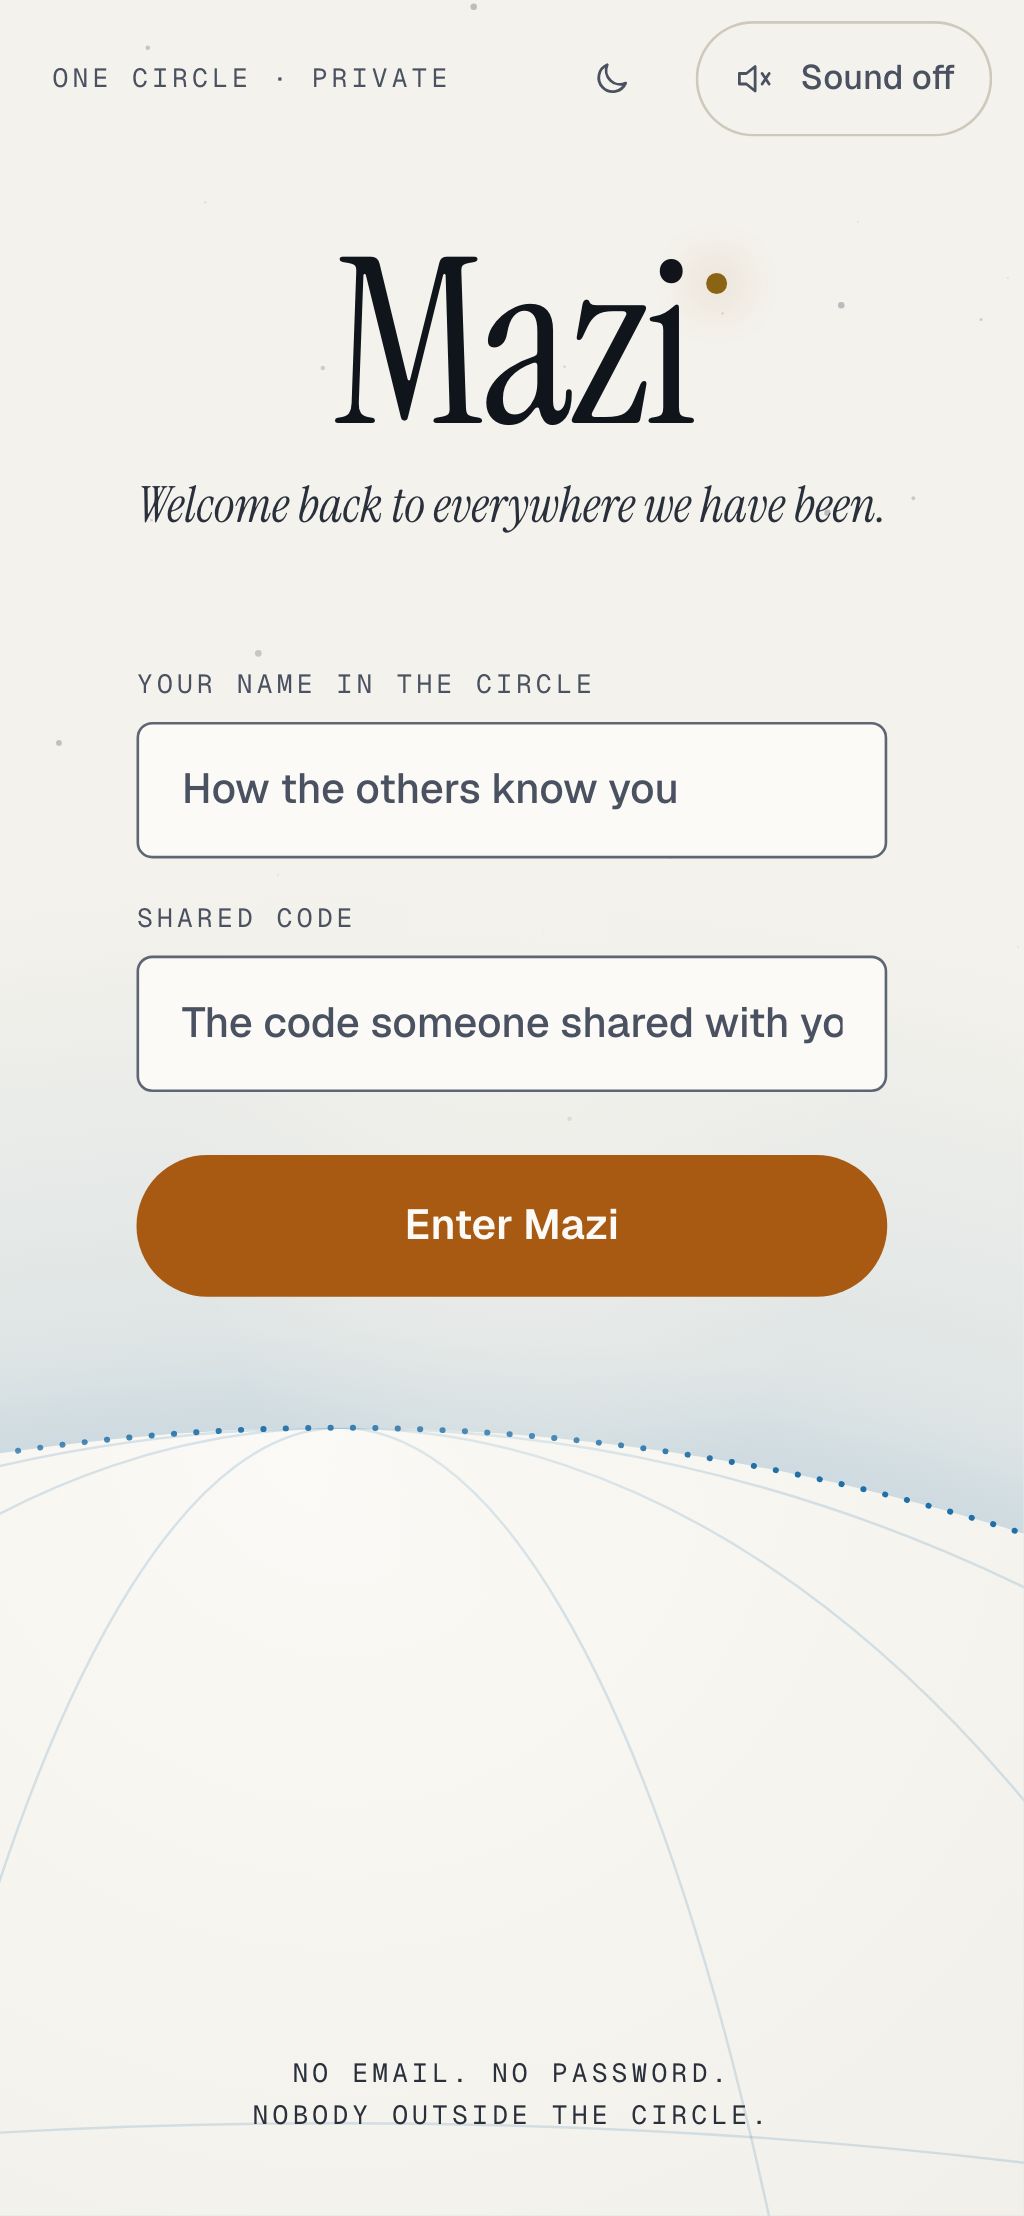 ONE CIRCLE · PRIVATE
Sound off
Mazi
Welcome back to everywhere we have been.
YOUR NAME IN THE CIRCLE
How the others know you
SHARED CODE
The code someone shared with yo
Enter Mazi
NO EMAIL. NO PASSWORD.
NOBODY OUTSIDE THE CIRCLE.